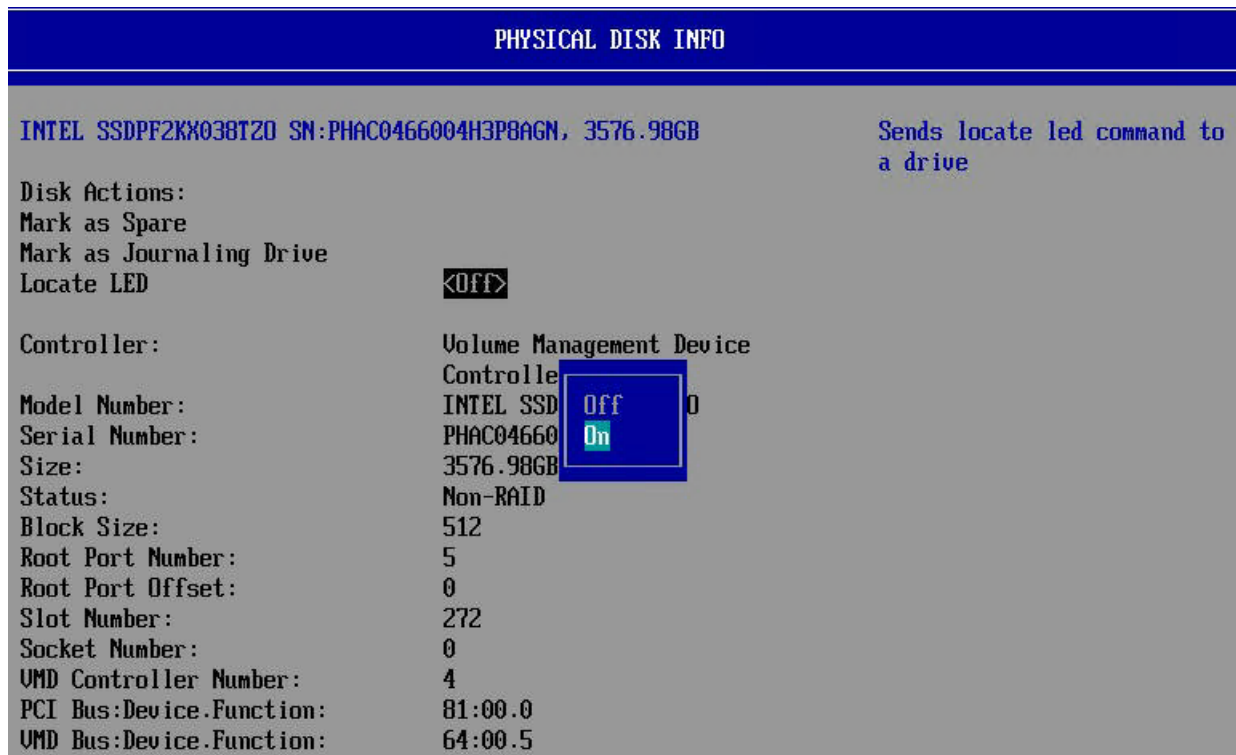 PHYSICAL DISK INFO
INTEL SSDPF2KX038TZO SN:PHAC0466004H3P8AGN, 3576.98GB
Sends locate led command to
a drive
Disk Actions:
Mark as Spare
Mark as Journaling Drive
Locate LED <Off>
Controller: Volume Management Device
Controlle
Model Number: INTEL SSD O
Off
Serial Number: PHAC04660
On
Size: 3576.98GB
Status: Non-RAID
Block Size: 512
Root Port Number: 5
Root Port Offset: 0
Slot Number: 272
Socket Number: 0
VMD Controller Number: 4
PCI Bus:Device.Function: 81:00.0
VMD Bus:Device.Function: 64:00.5